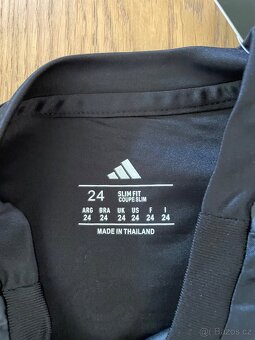 24
SLIM FIT
COUPE SLIM
ARG BRA UK US F I
24 24 24 24 24 24
MADE IN THAILAND
Bazoš.cz